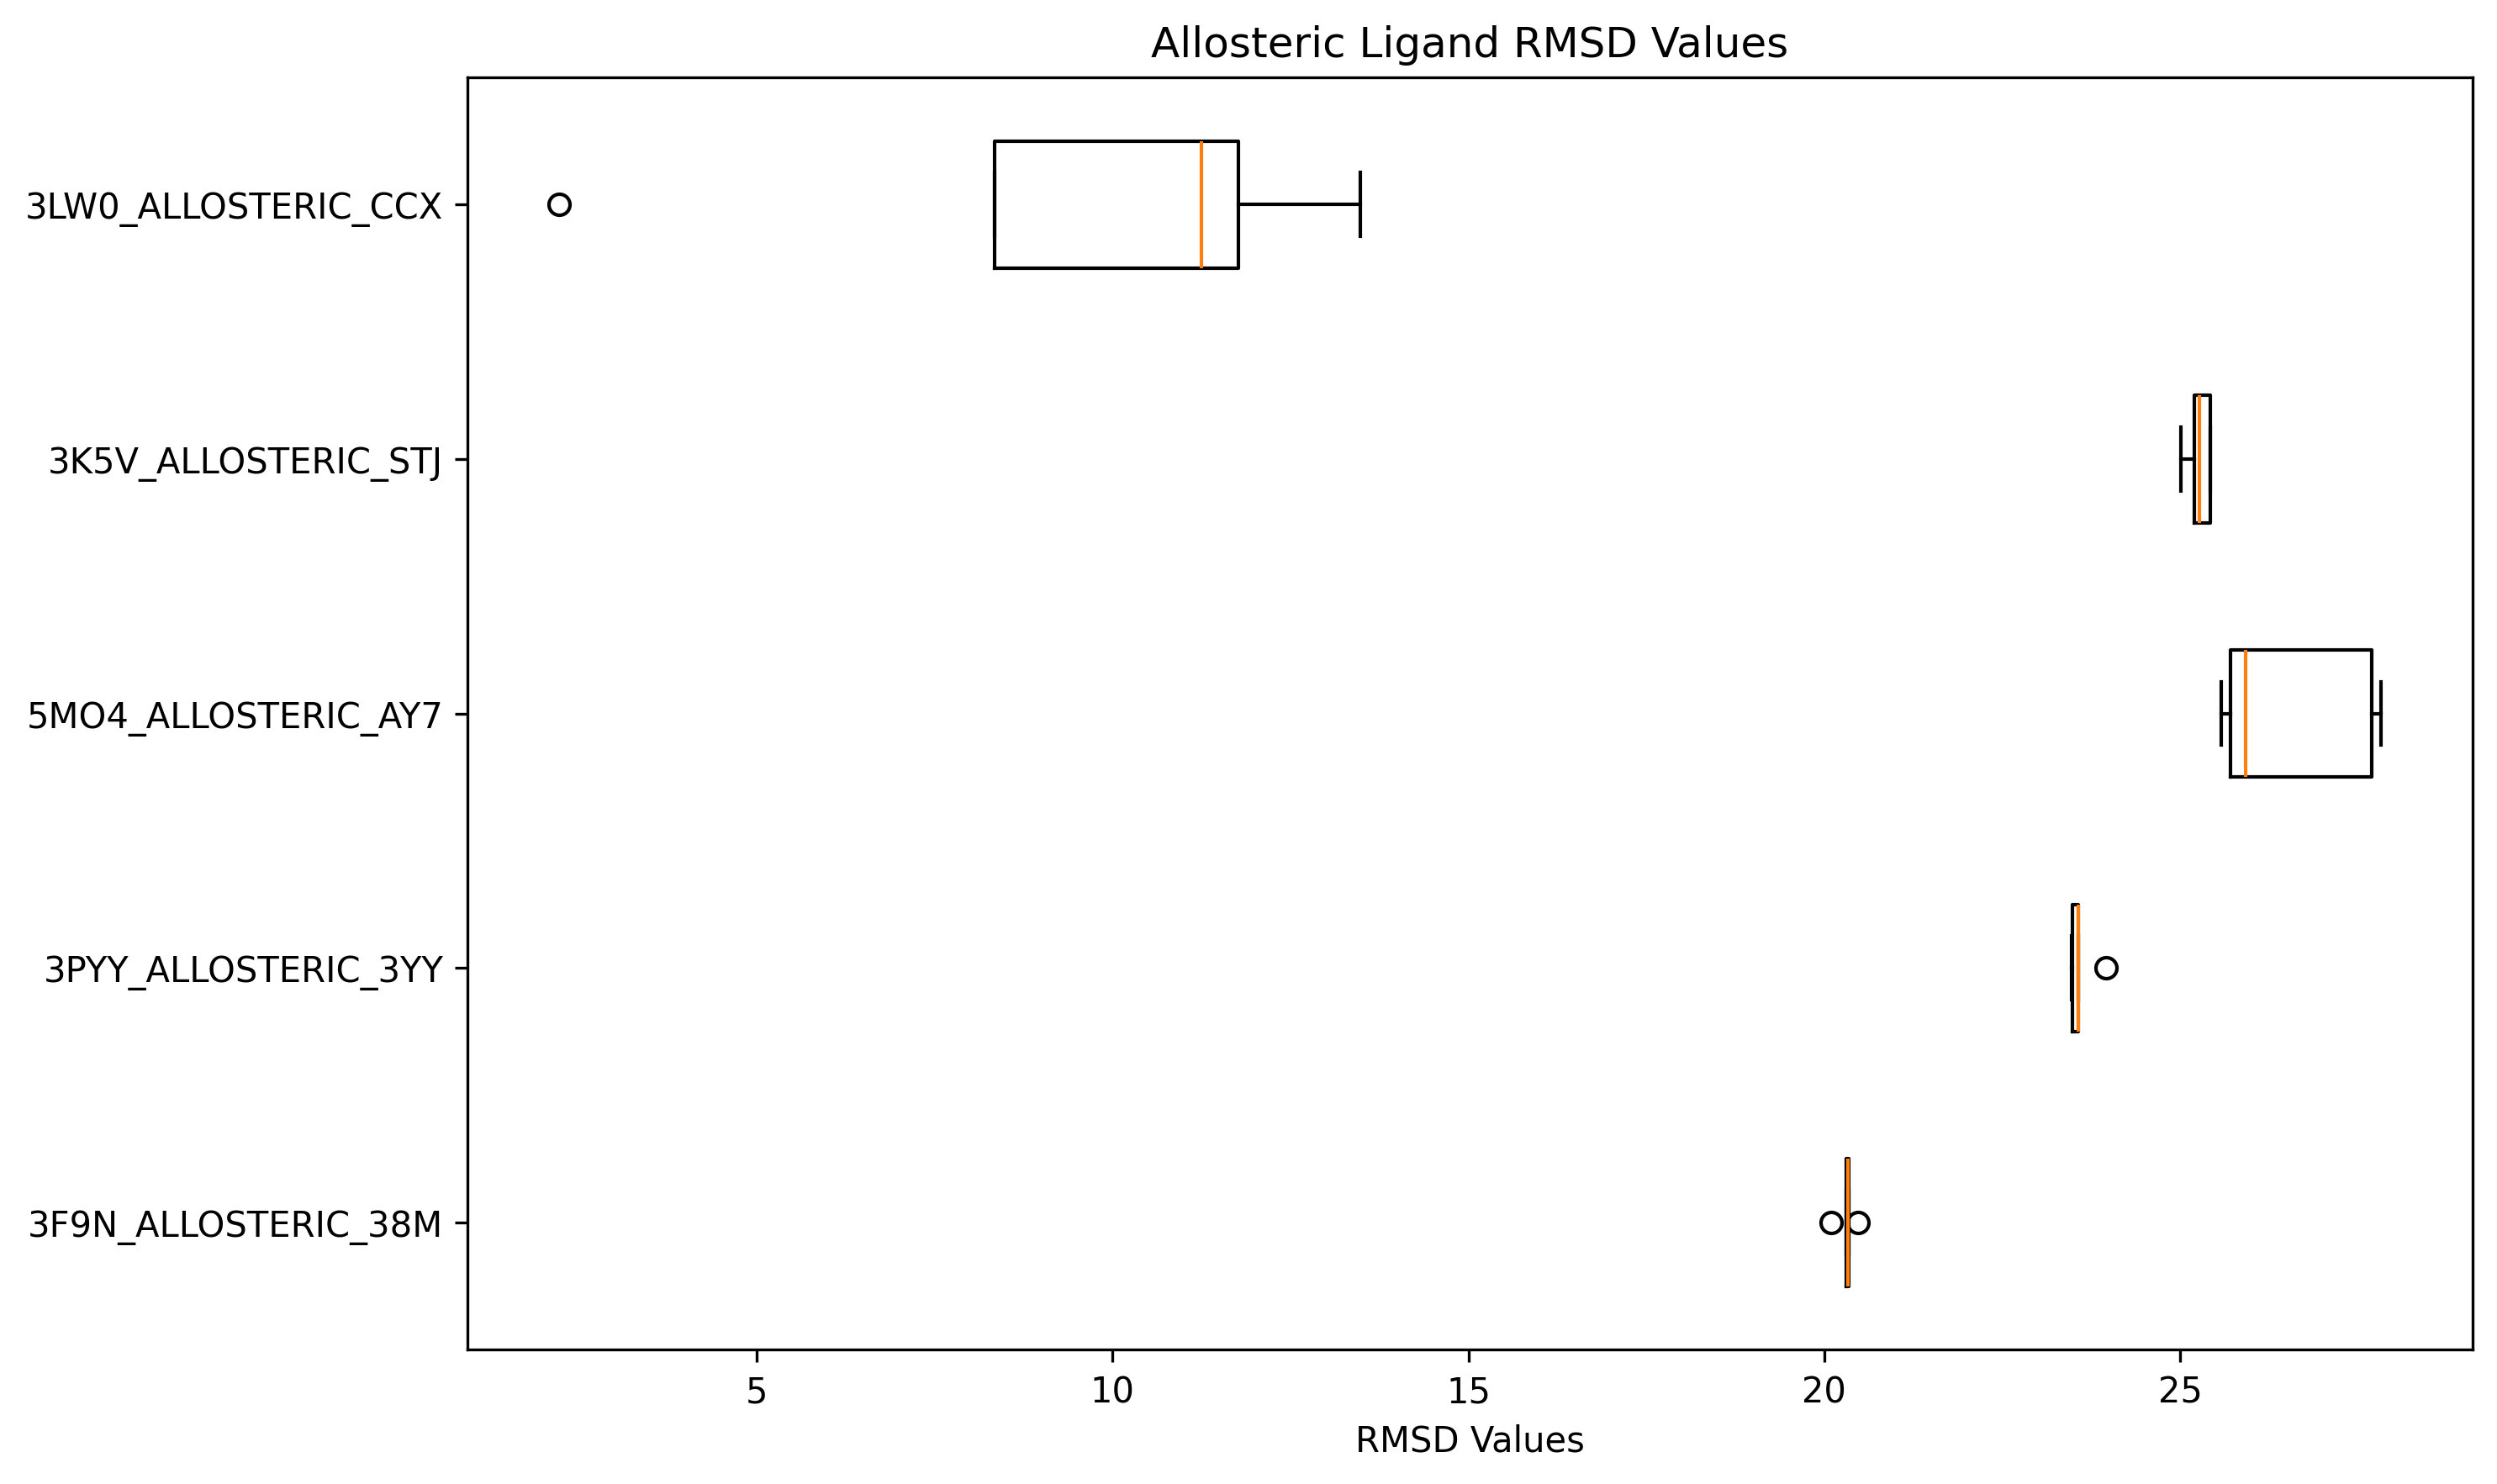 Allosteric Ligand RMSD Values
3LW0_ALLOSTERIC_CCX
3K5V_ALLOSTERIC_STJ
5MO4_ALLOSTERIC_AY7
3PYY_ALLOSTERIC_3YY
3F9N_ALLOSTERIC_38M
5 10 15 20 25
RMSD Values